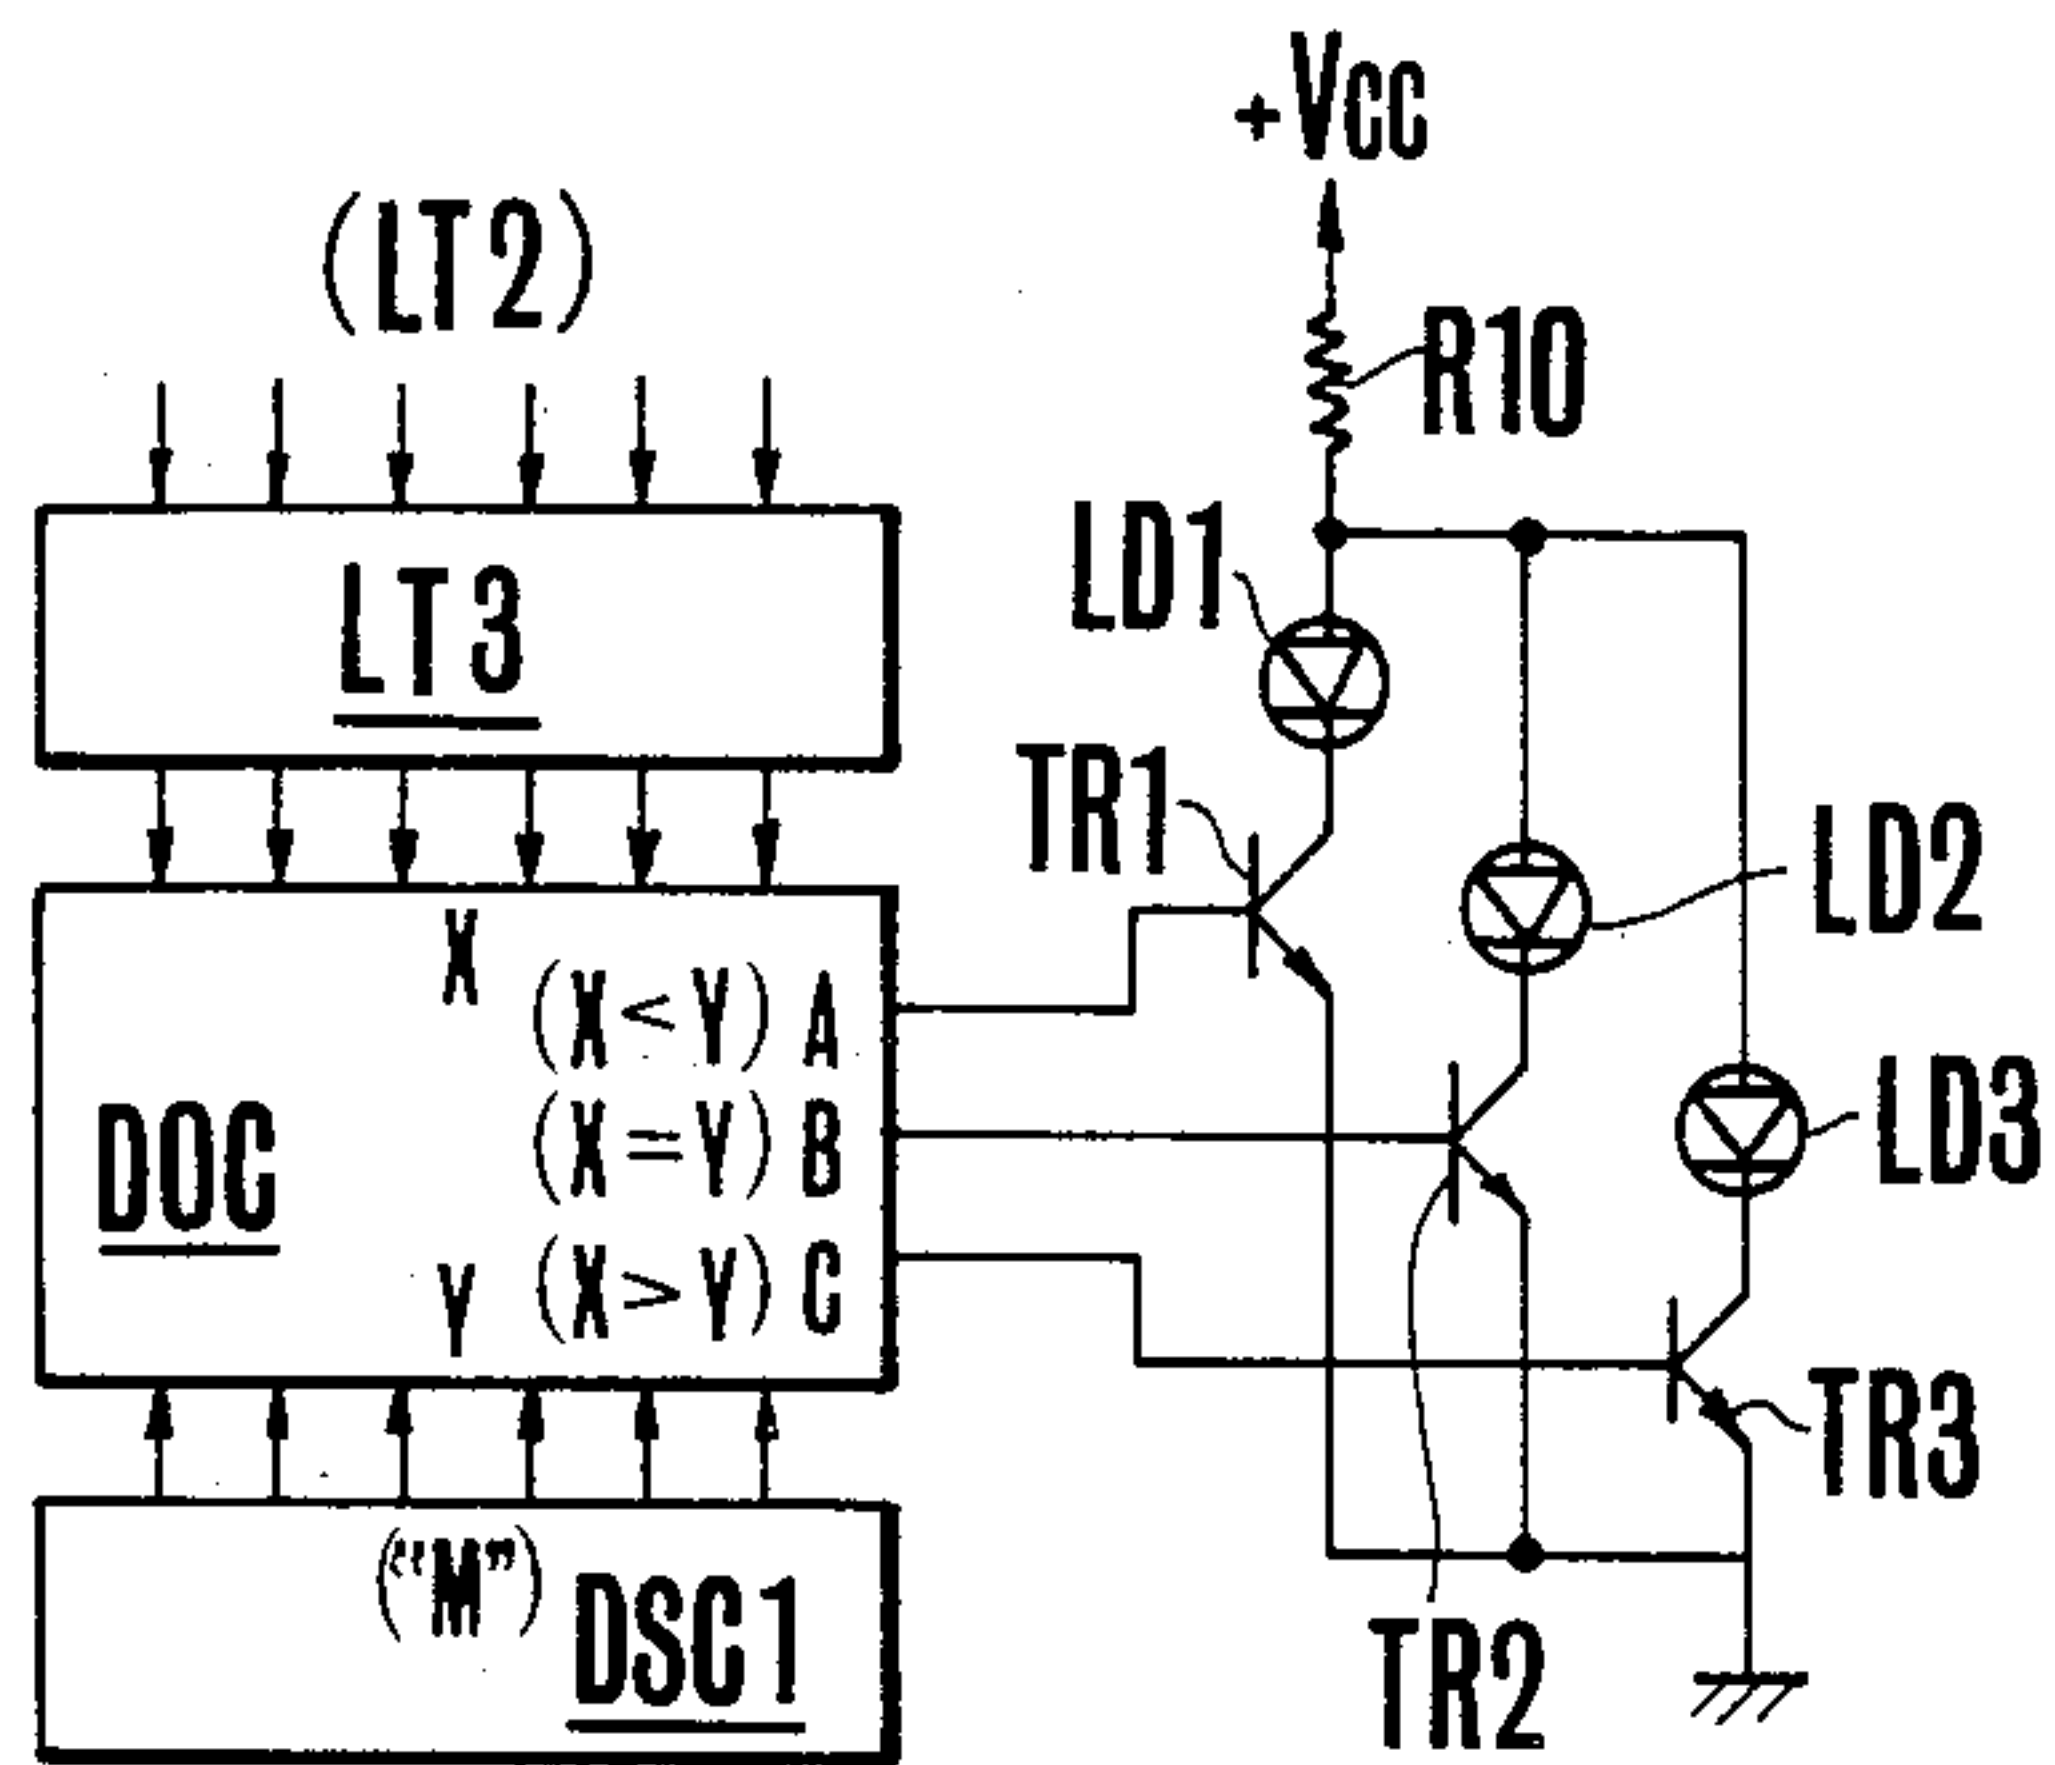 +Vcc
(LT2)
R10
LD1
LT3
TR1
LD2
X
(X < Y) A
LD3
DOC
(X = Y) B
Y
(X > Y) C
TR3
("M")
DSC1
TR2